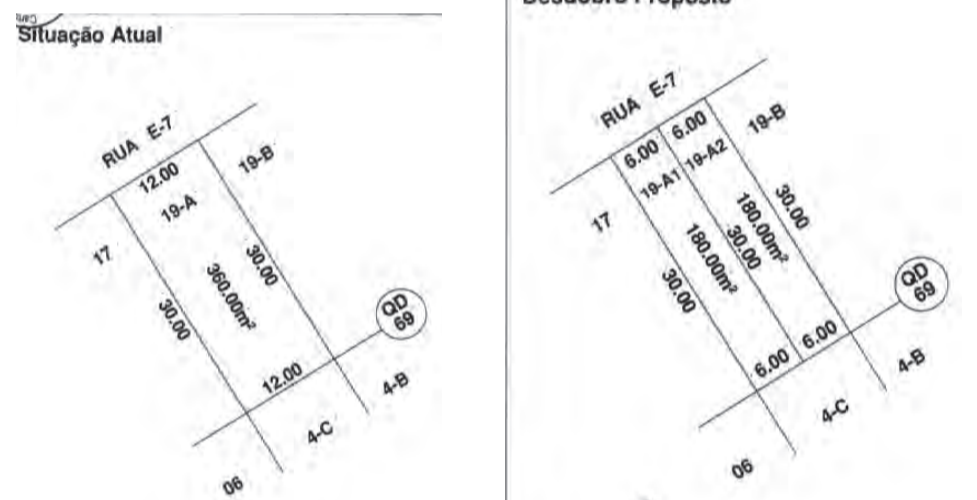 Situação Atual
RUA E-7
12.00
19-A
19-B
17
30.00
360.00m²
30.00
QD
69
12.00
4-B
4-C
06
Desdobro Proposto
RUA E-7
6.00
6.00
19-B
19-A1
19-A2
17
30.00
180.00m²
30.00
180.00m²
30.00
QD
69
6.00
6.00
4-B
4-C
06